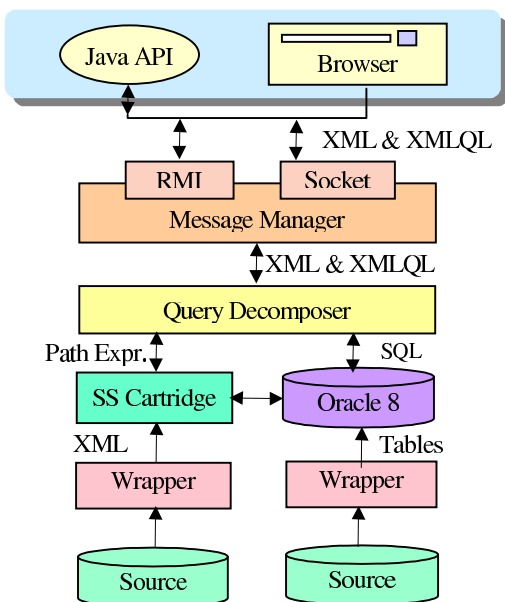 Java API
Browser
XML & XMLQL
RMI
Socket
Message Manager
XML & XMLQL
Query Decomposer
Path Expr.
SQL
SS Cartridge
Oracle 8
XML
Tables
Wrapper
Wrapper
Source
Source